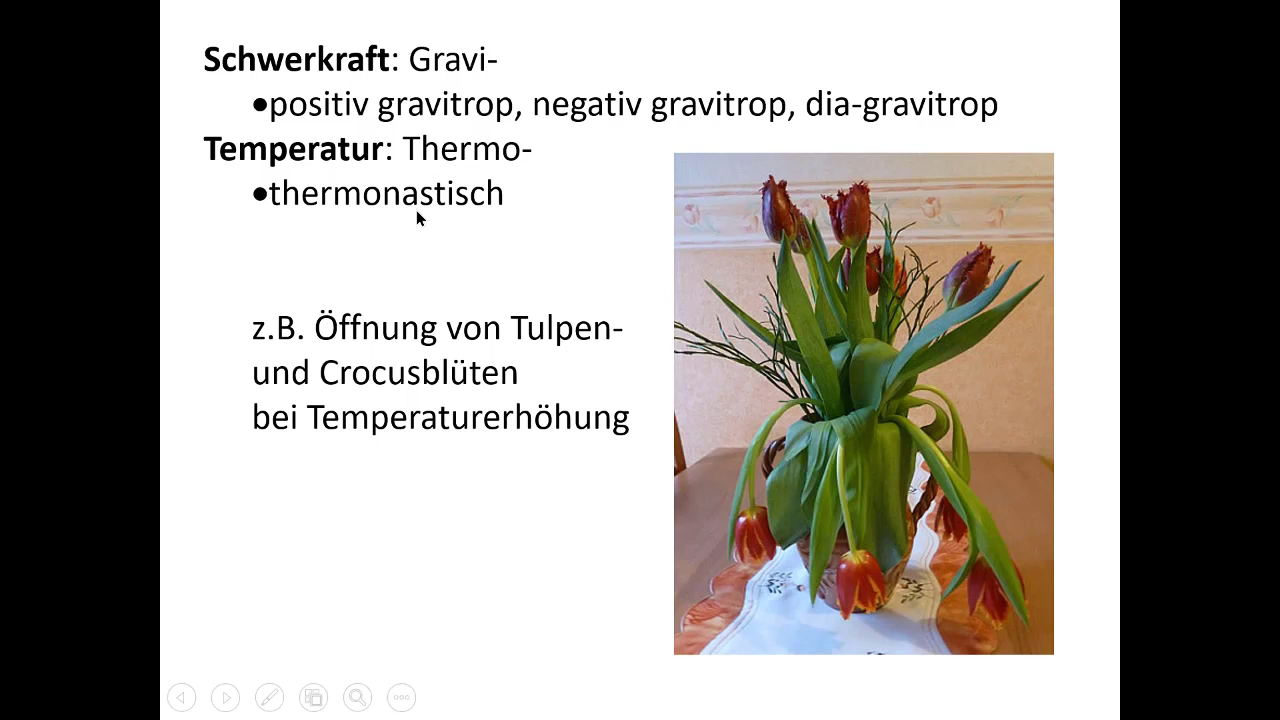 Schwerkraft: Gravi-
•positiv gravitrop, negativ gravitrop, dia-gravitrop
Temperatur: Thermo-
•thermonastisch
z.B. Öffnung von Tulpen-
und Crocusblüten
bei Temperaturerhöhung